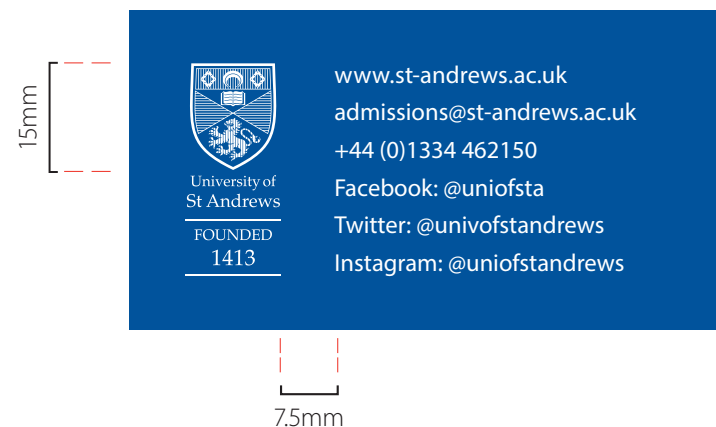 15mm
University of
St Andrews
FOUNDED
1413
www.st-andrews.ac.uk
admissions@st-andrews.ac.uk
+44 (0)1334 462150
Facebook: @uniofsta
Twitter: @univofstandrews
Instagram: @uniofstandrews
7.5mm